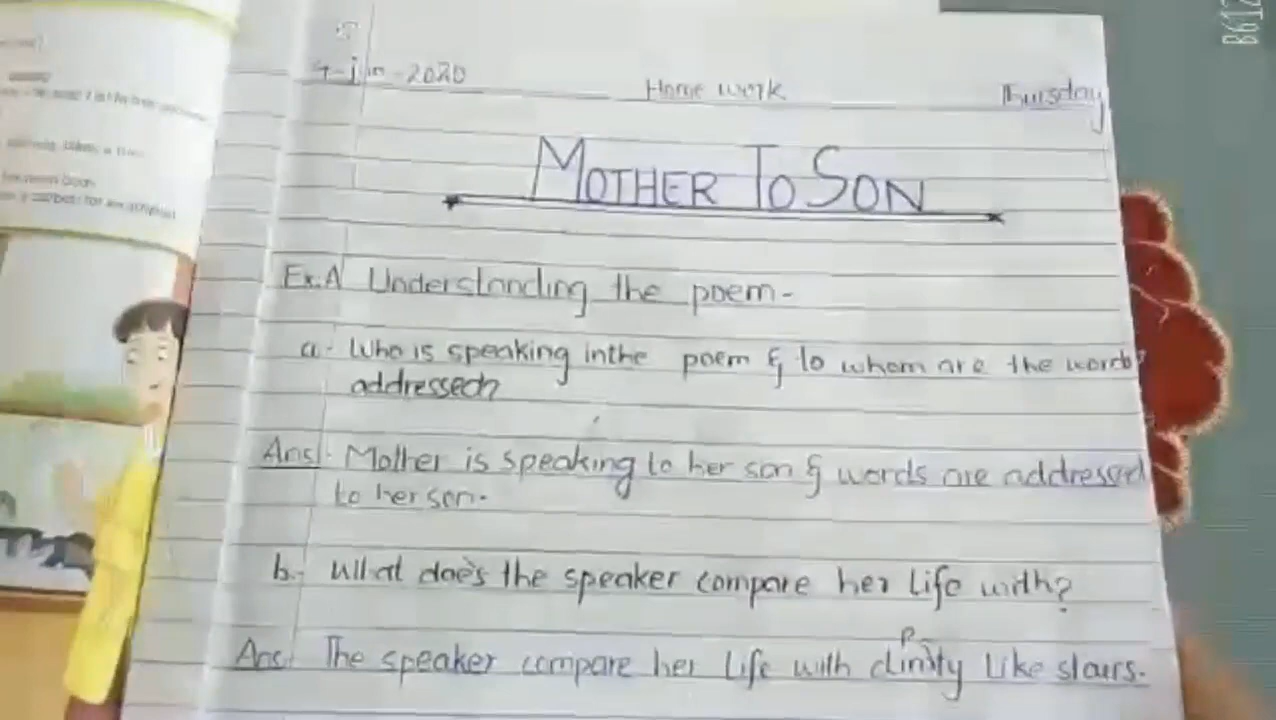 4-jun-2020 Home work Thursday
MOTHER TO SON
Ex.A Understanding the poem-
a- Who is speaking in the poem & to whom are the words
addressed
Ans:- Mother is speaking to her son & words are addressed
to her son.
b- What does the speaker compare her life with?
Ans: The speaker compare her life with like stairs.
B612